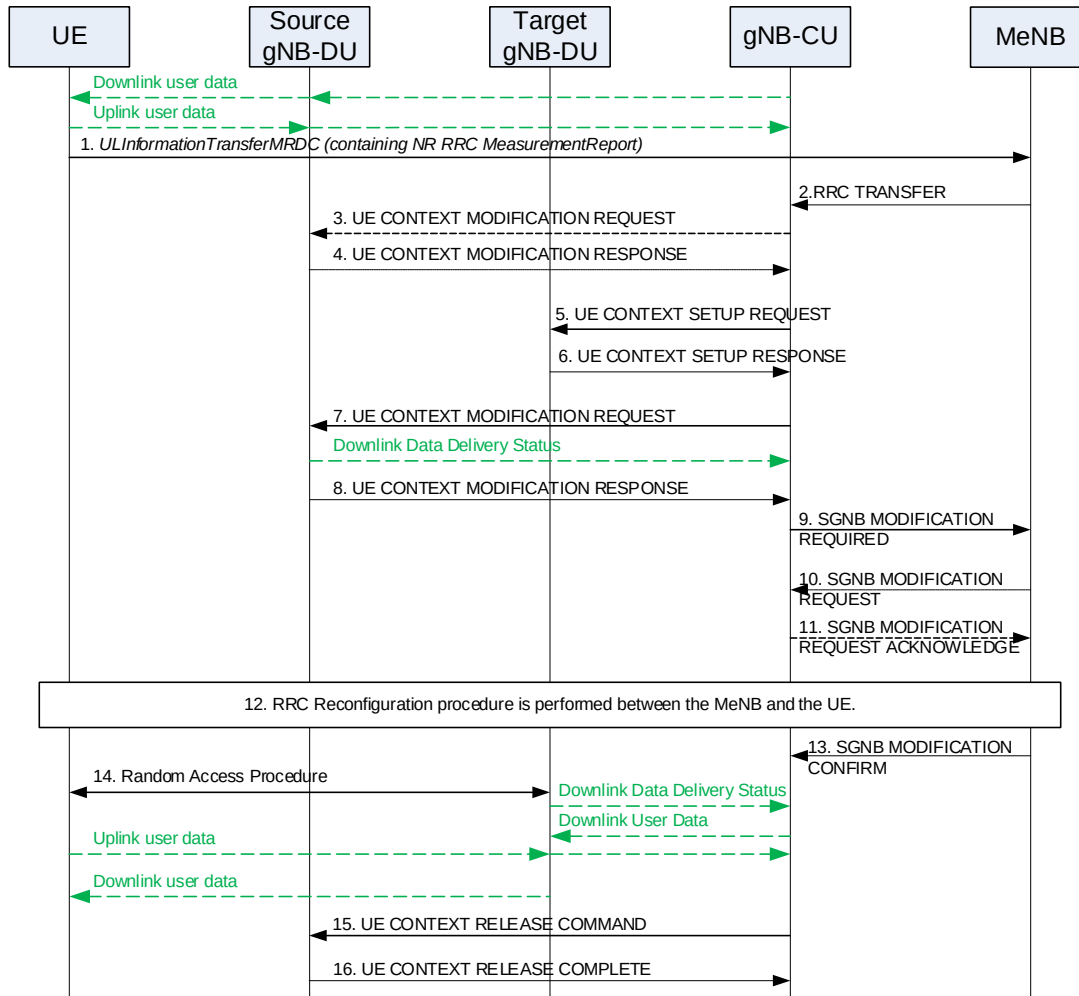 UE
Source
gNB-DU
Target
gNB-DU
gNB-CU
MeNB
Downlink user data
Uplink user data
1. ULInformationTransferMRDC (containing NR RRC MeasurementReport)
2.RRC TRANSFER
3. UE CONTEXT MODIFICATION REQUEST
4. UE CONTEXT MODIFICATION RESPONSE
5. UE CONTEXT SETUP REQUEST
6. UE CONTEXT SETUP RESPONSE
7. UE CONTEXT MODIFICATION REQUEST
Downlink Data Delivery Status
8. UE CONTEXT MODIFICATION RESPONSE
9. SGNB MODIFICATION
REQUIRED
10. SGNB MODIFICATION
REQUEST
11. SGNB MODIFICATION
REQUEST ACKNOWLEDGE
12. RRC Reconfiguration procedure is performed between the MeNB and the UE.
13. SGNB MODIFICATION
CONFIRM
14. Random Access Procedure
Downlink Data Delivery Status
Downlink User Data
Uplink user data
Downlink user data
15. UE CONTEXT RELEASE COMMAND
16. UE CONTEXT RELEASE COMPLETE